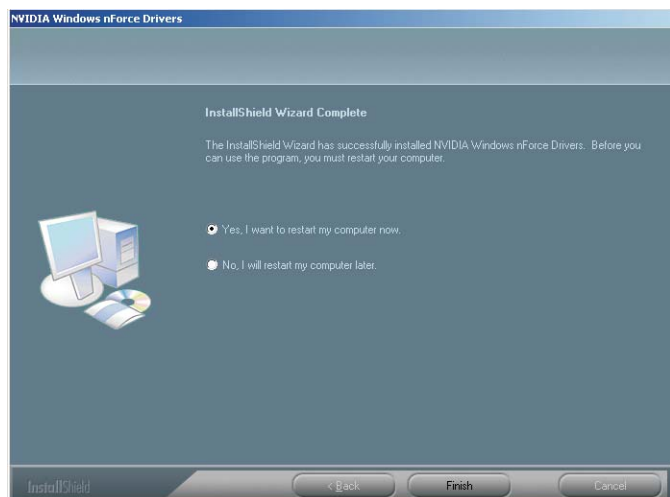 NVIDIA Windows nForce Drivers
InstallShield Wizard Complete
The InstallShield Wizard has successfully installed NVIDIA Windows nForce Drivers. Before you
can use the program, you must restart your computer.
Yes, I want to restart my computer now.
No, I will restart my computer later.
InstallShield
< Back
Finish
Cancel